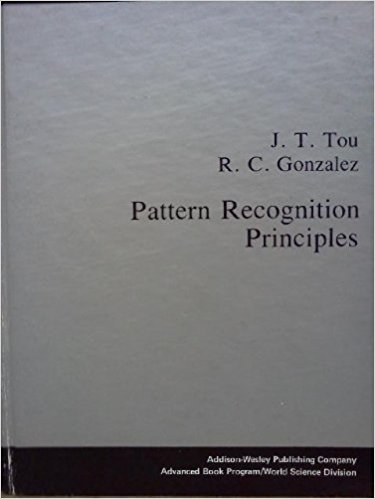 J. T. Tou
R. C. Gonzalez
Pattern Recognition
Principles
Addison-Wesley Publishing Company
Advanced Book Program/World Science Division